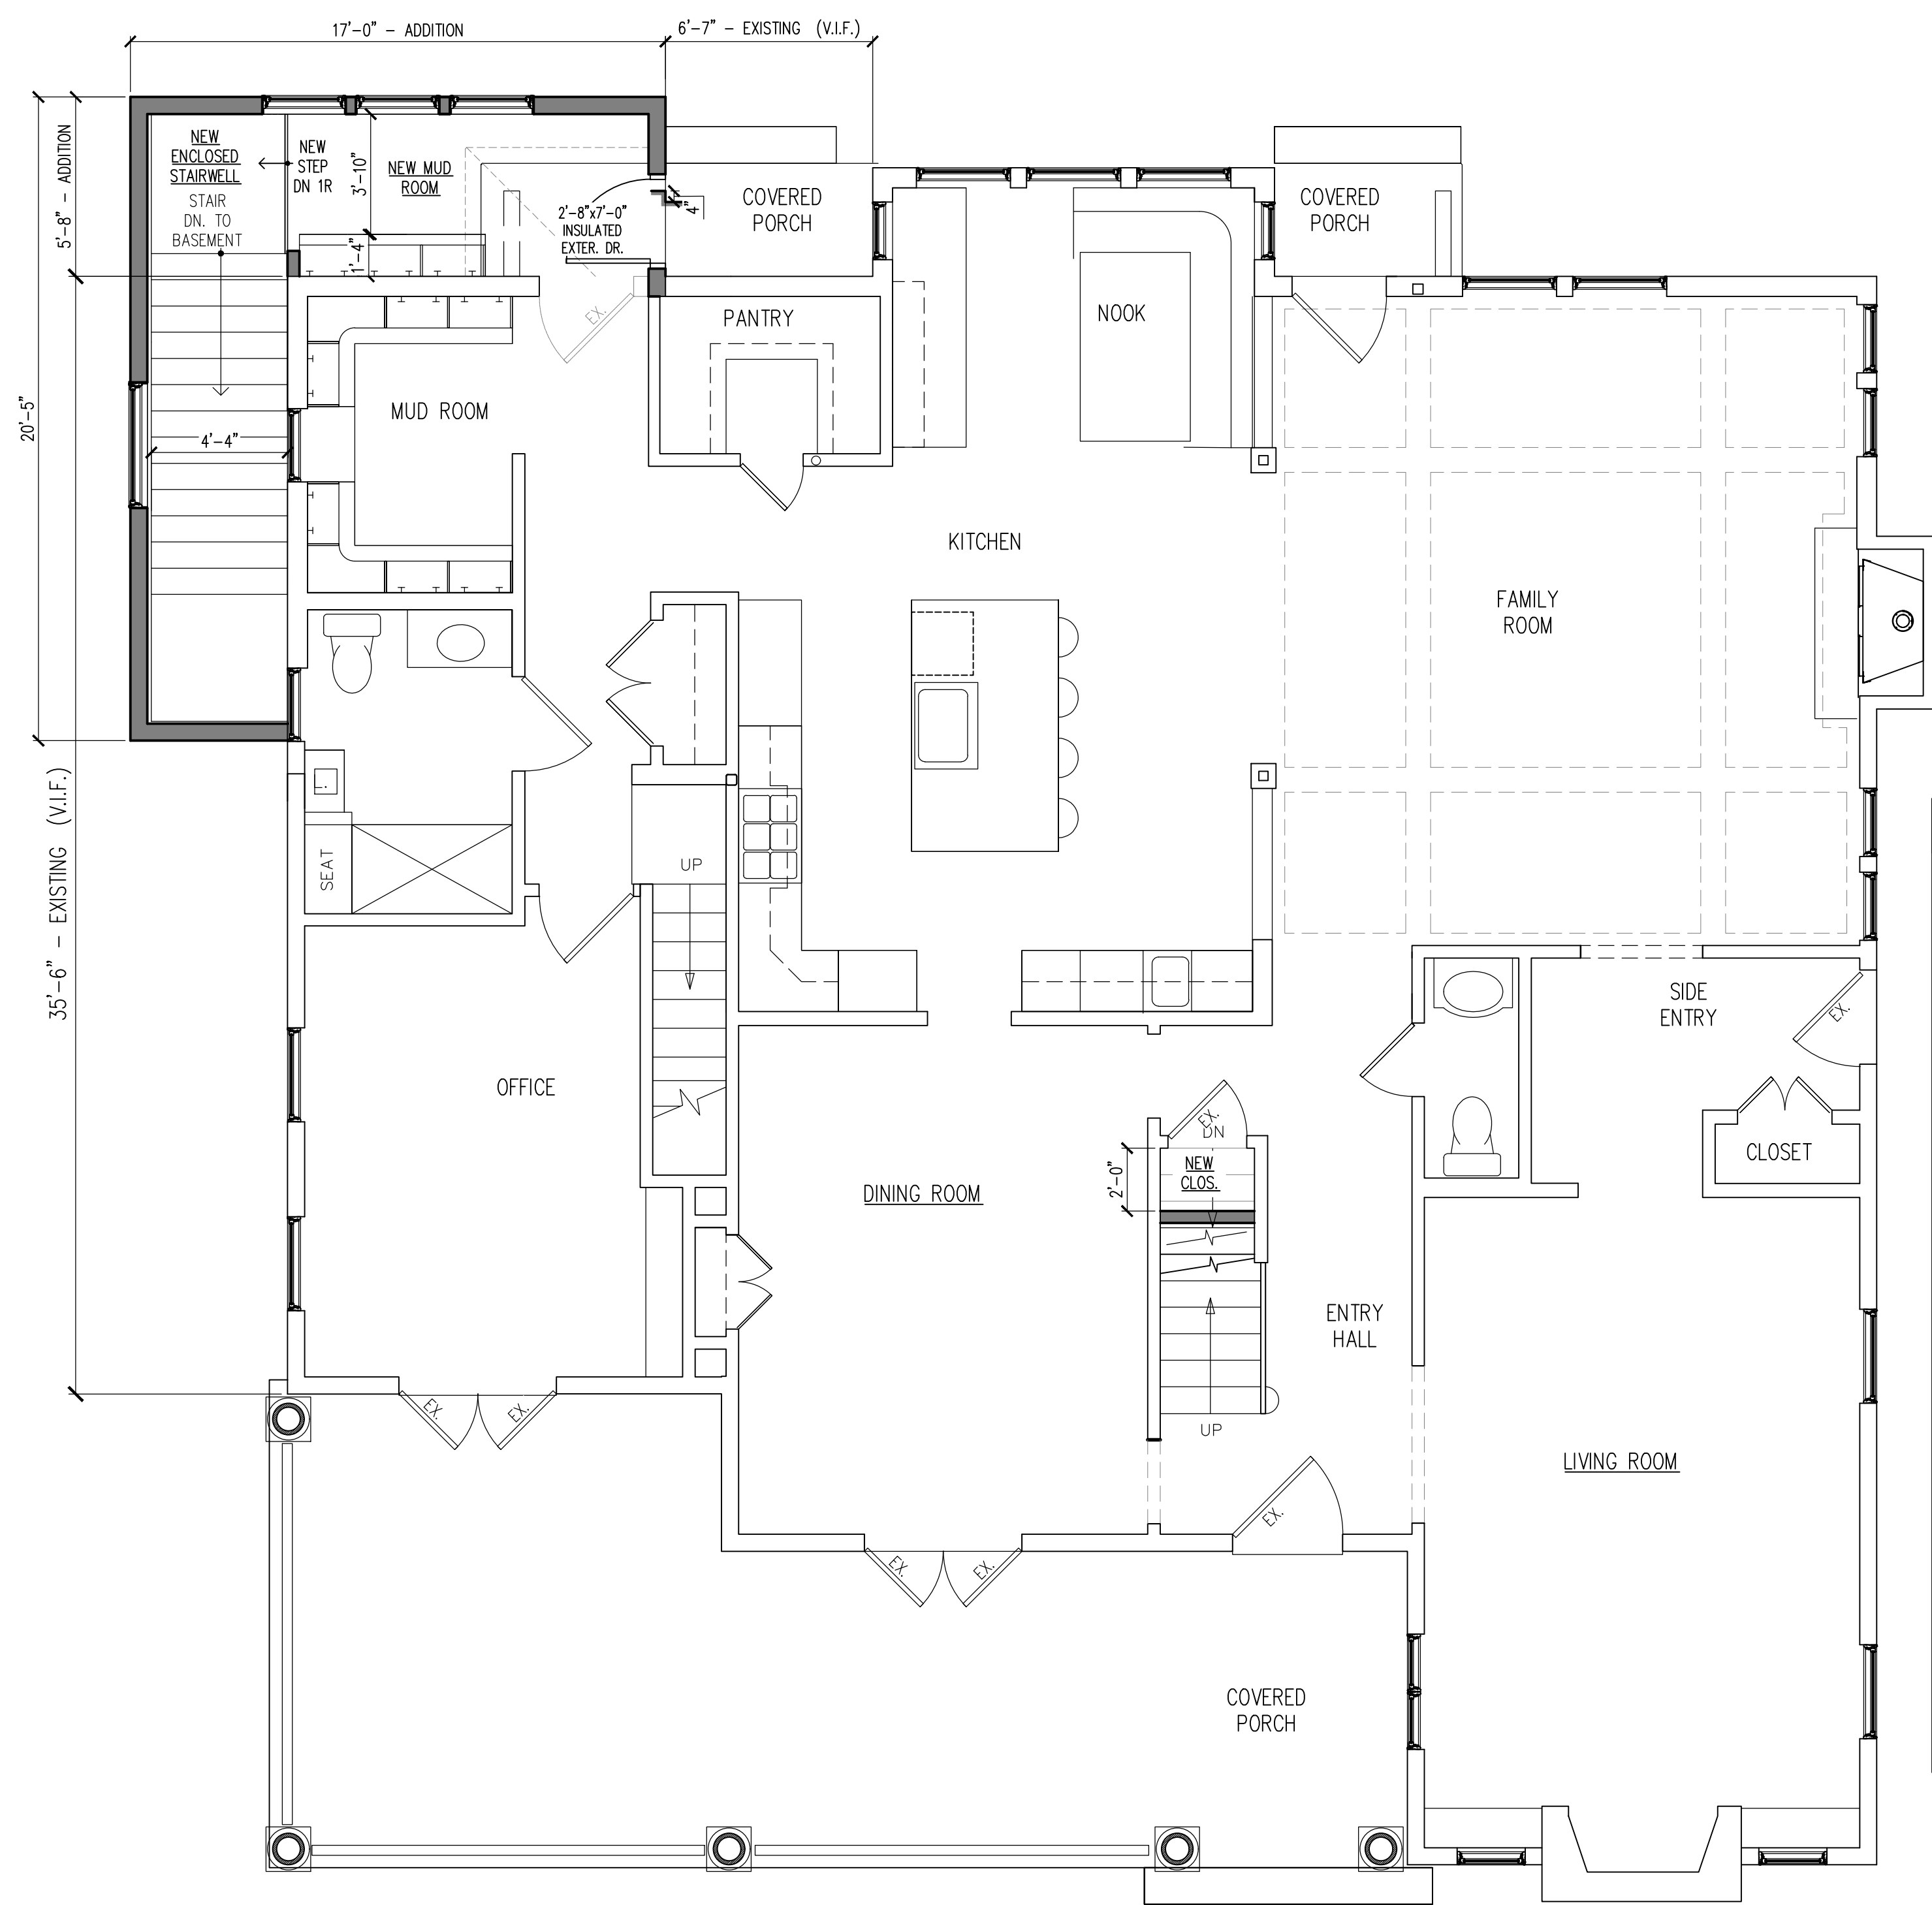 17'-0" - ADDITION
6'-7" - EXISTING (V.I.F.)
5'-8" - ADDITION
20'-5"
35'-6" - EXISTING (V.I.F.)
NEW
ENCLOSED
STAIRWELL
STAIR
DN. TO
BASEMENT
NEW
STEP
DN 1R
3'-10"
NEW MUD
ROOM
1'-4"
2'-8"x7'-0"
INSULATED
EXTER. DR.
4"
COVERED
PORCH
COVERED
PORCH
EX.
PANTRY
NOOK
MUD ROOM
4'-4"
KITCHEN
FAMILY
ROOM
L.
SEAT
UP
SIDE
ENTRY
EX.
OFFICE
EX.
DN
NEW
CLOS.
2'-0"
CLOSET
DINING ROOM
ENTRY
HALL
UP
EX.
EX.
LIVING ROOM
EX.
EX.
EX.
COVERED
PORCH